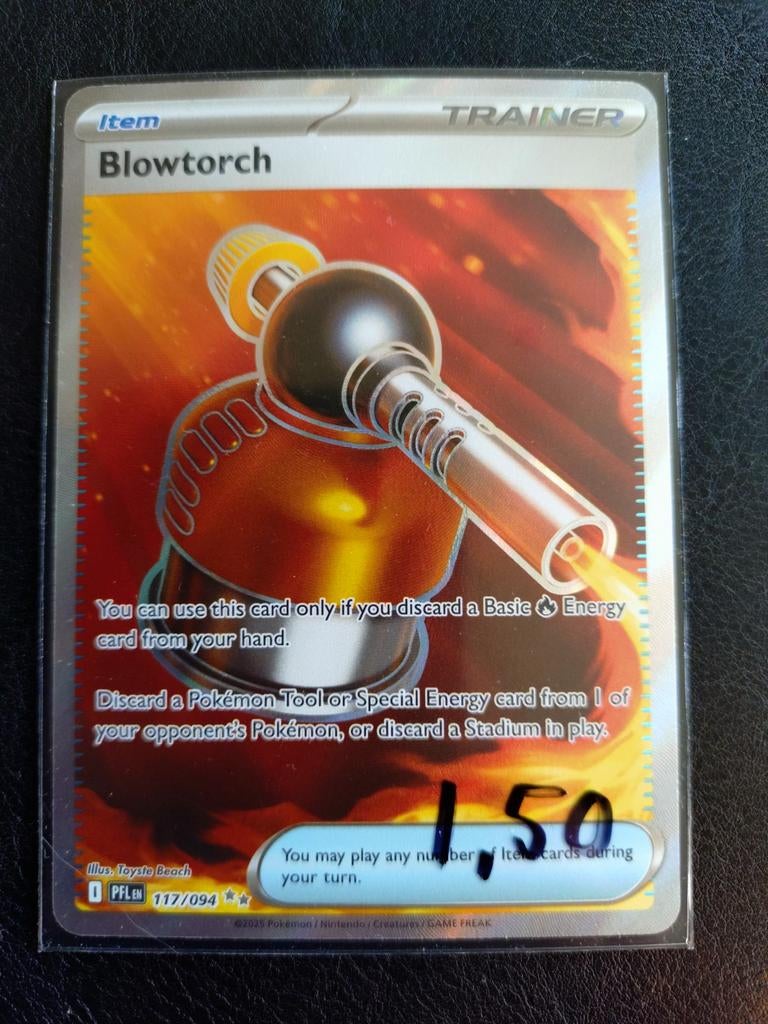 Item TRAINER
Blowtorch
You can use this card only if you discard a Basic Energy
card from your hand.
Discard a Pokémon Tool or Special Energy card from 1 of
your opponent's Pokémon, or discard a Stadium in play.
1,50
You may play any number of Item cards during
your turn.
Illus. Toyste Beach
I PFL EN 117/094
©2025 Pokémon / Nintendo / Creatures / GAME FREAK